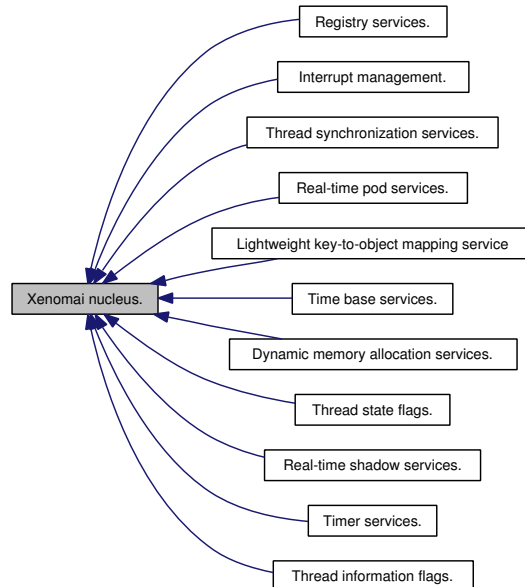 Registry services.
Interrupt management.
Thread synchronization services.
Real-time pod services.
Lightweight key-to-object mapping service
Xenomai nucleus.
Time base services.
Dynamic memory allocation services.
Thread state flags.
Real-time shadow services.
Timer services.
Thread information flags.